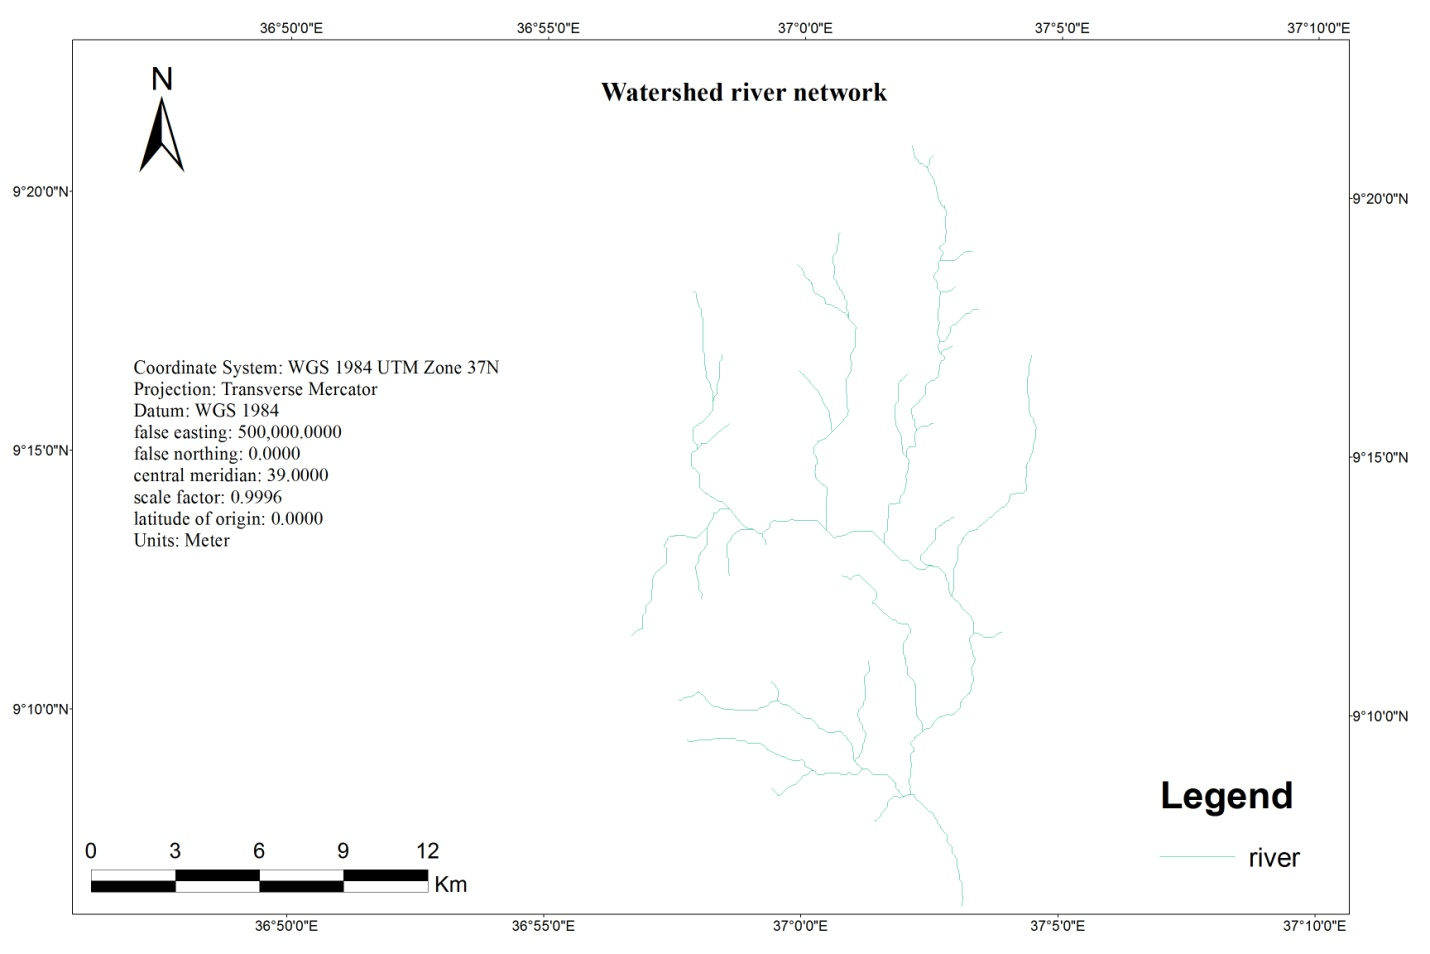 36°50'0"E 36°55'0"E 37°0'0"E 37°5'0"E 37°10'0"E
N
Watershed river network
9°20'0"N 9°20'0"N
Coordinate System: WGS 1984 UTM Zone 37N
Projection: Transverse Mercator
Datum: WGS 1984
false easting: 500,000.0000
false northing: 0.0000
central meridian: 39.0000
scale factor: 0.9996
latitude of origin: 0.0000
Units: Meter
9°15'0"N 9°15'0"N
9°10'0"N 9°10'0"N
Legend
river
0 3 6 9 12
Km
36°50'0"E 36°55'0"E 37°0'0"E 37°5'0"E 37°10'0"E